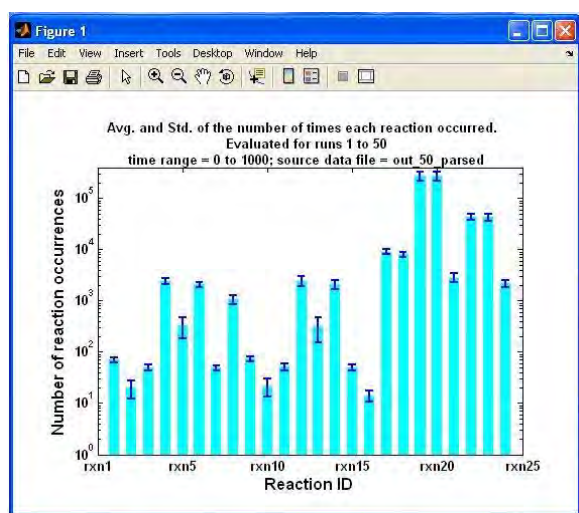 Figure 1
File Edit View Insert Tools Desktop Window Help
Avg. and Std. of the number of times each reaction occurred.
Evaluated for runs 1 to 50
time range = 0 to 1000; source data file = out_50_parsed
Number of reaction occurrences
10^5
10^4
10^3
10^2
10^1
10^0
rxn1 rxn5 rxn10 rxn15 rxn20 rxn25
Reaction ID